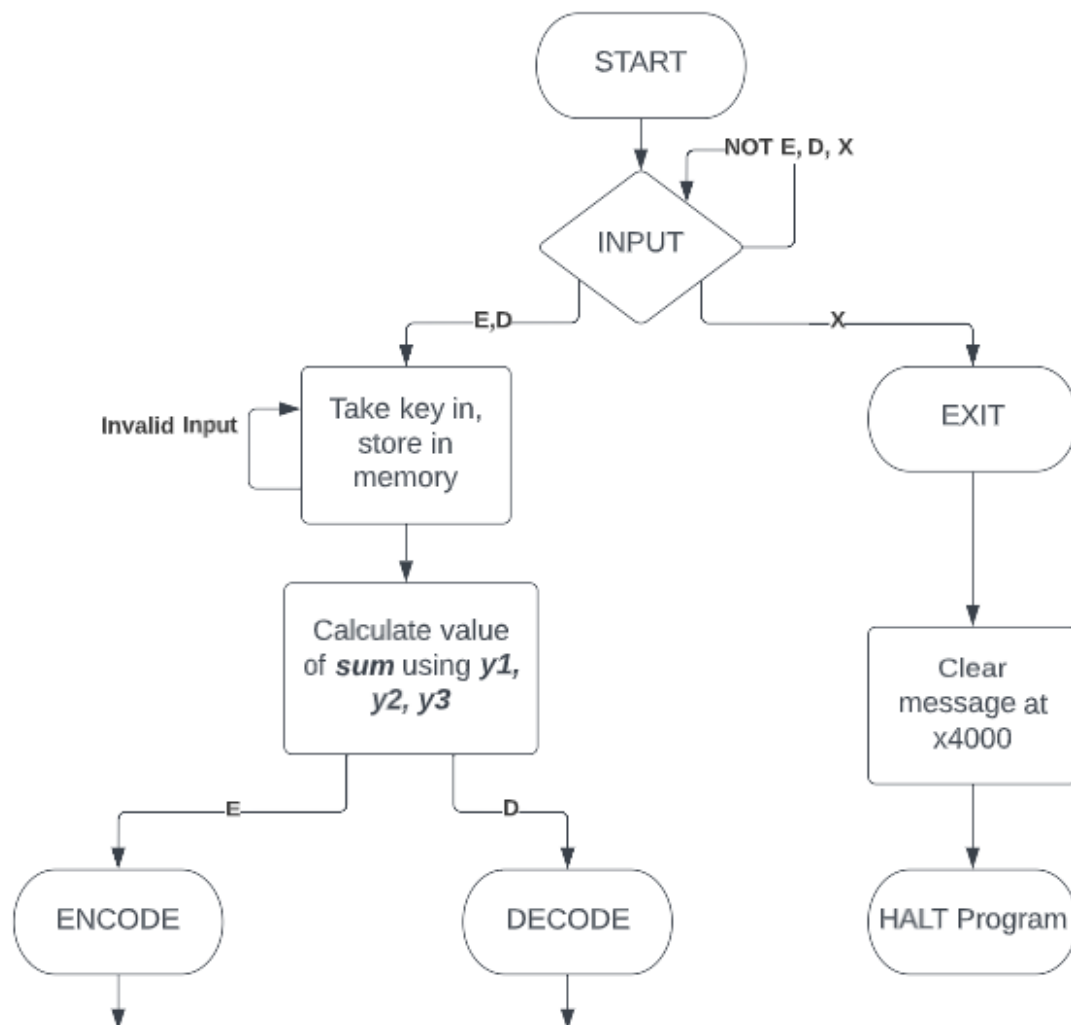 START
NOT E, D, X
INPUT
E,D
X
Take key in,
store in
memory
Invalid Input
EXIT
Calculate value
of sum using y1,
y2, y3
Clear
message at
x4000
E
D
ENCODE
DECODE
HALT Program